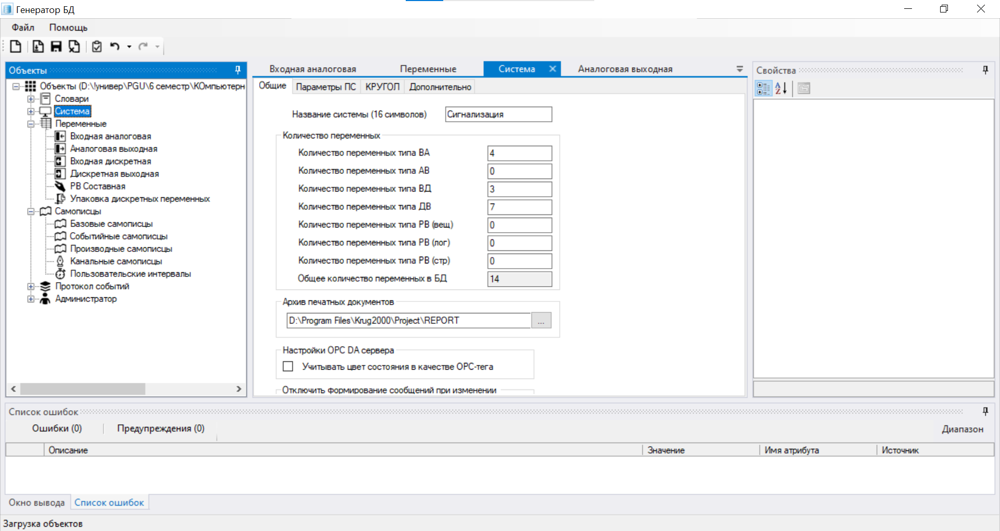 Генератор БД
Файл Помощь
Объекты
Объекты (D:\!универ\PGU\6 семестр\КОмпьютерн
Словари
Система
Переменные
Входная аналоговая
Аналоговая выходная
Входная дискретная
Дискретная выходная
РВ Составная
Упаковка дискретных переменных
Самописцы
Базовые самописцы
Событийные самописцы
Производные самописцы
Канальные самописцы
Пользовательские интервалы
Протокол событий
Администратор
Входная аналоговая Переменные Система Аналоговая выходная
Общие Параметры ПС КРУГОЛ Дополнительно
Название системы (16 символов) Сигнализация
Количество переменных
Количество переменных типа ВА 4
Количество переменных типа АВ 0
Количество переменных типа ВД 3
Количество переменных типа ДВ 7
Количество переменных типа РВ (вещ) 0
Количество переменных типа РВ (лог) 0
Количество переменных типа РВ (стр) 0
Общее количество переменных в БД 14
Архив печатных документов
D:\Program Files\Krug2000\Project\REPORT ...
Настройки OPC DA сервера
Учитывать цвет состояния в качестве OPC-тега
Отключить формирование сообщений при изменении
Свойства
A
Z
Список ошибок
Ошибки (0) Предупреждения (0) Диапазон
Описание Значение Имя атрибута Источник
Окно вывода Список ошибок
Загрузка объектов